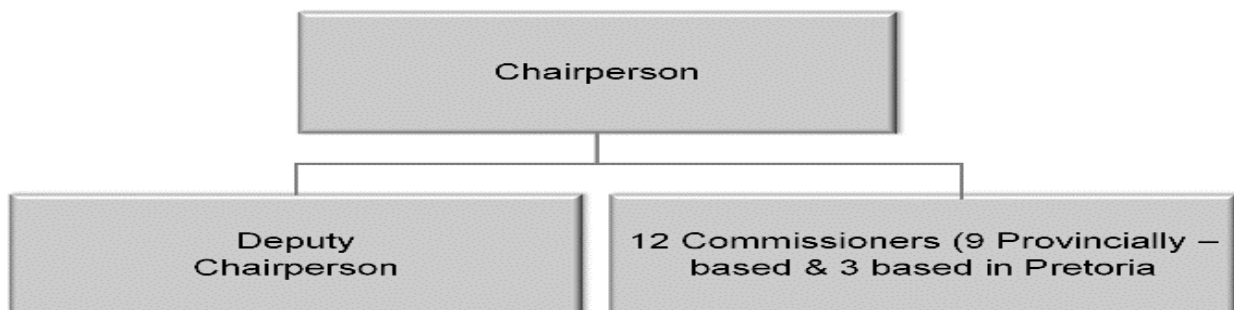 Chairperson
Deputy
Chairperson
12 Commissioners (9 Provincially –
based & 3 based in Pretoria